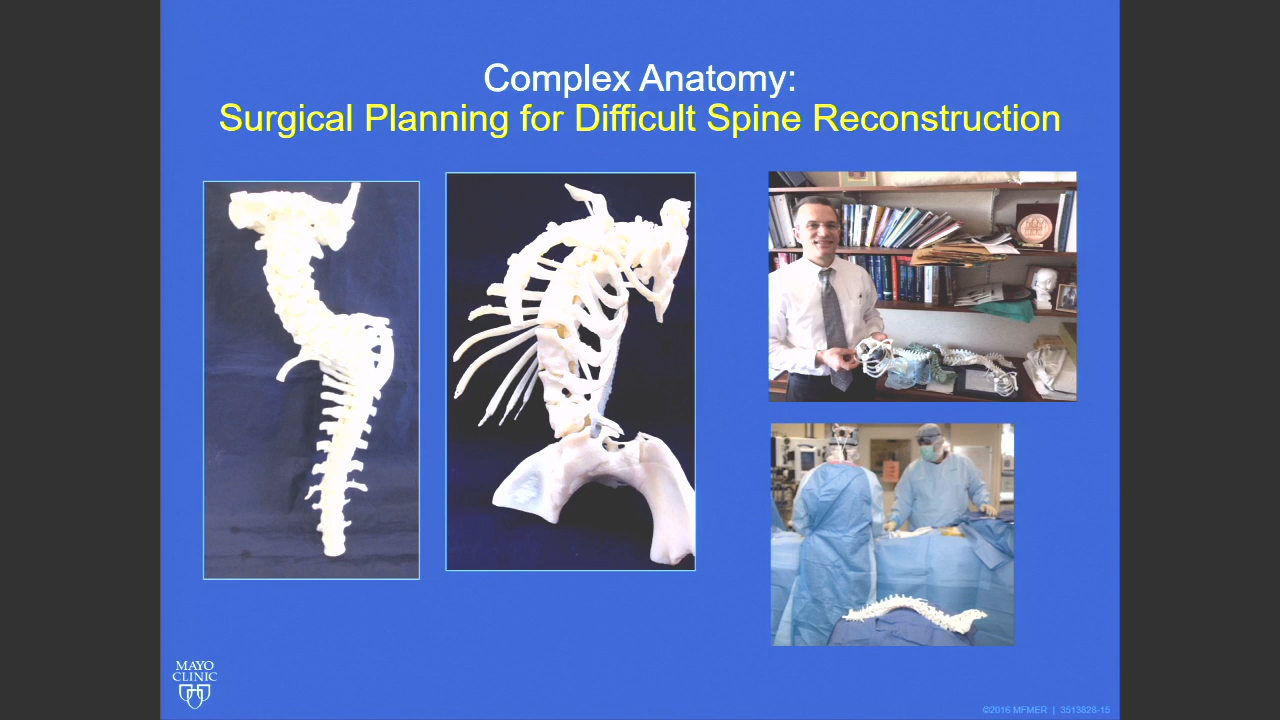 Complex Anatomy:
Surgical Planning for Difficult Spine Reconstruction
MAYO
CLINIC
©2016 MFMER | 3513828-15